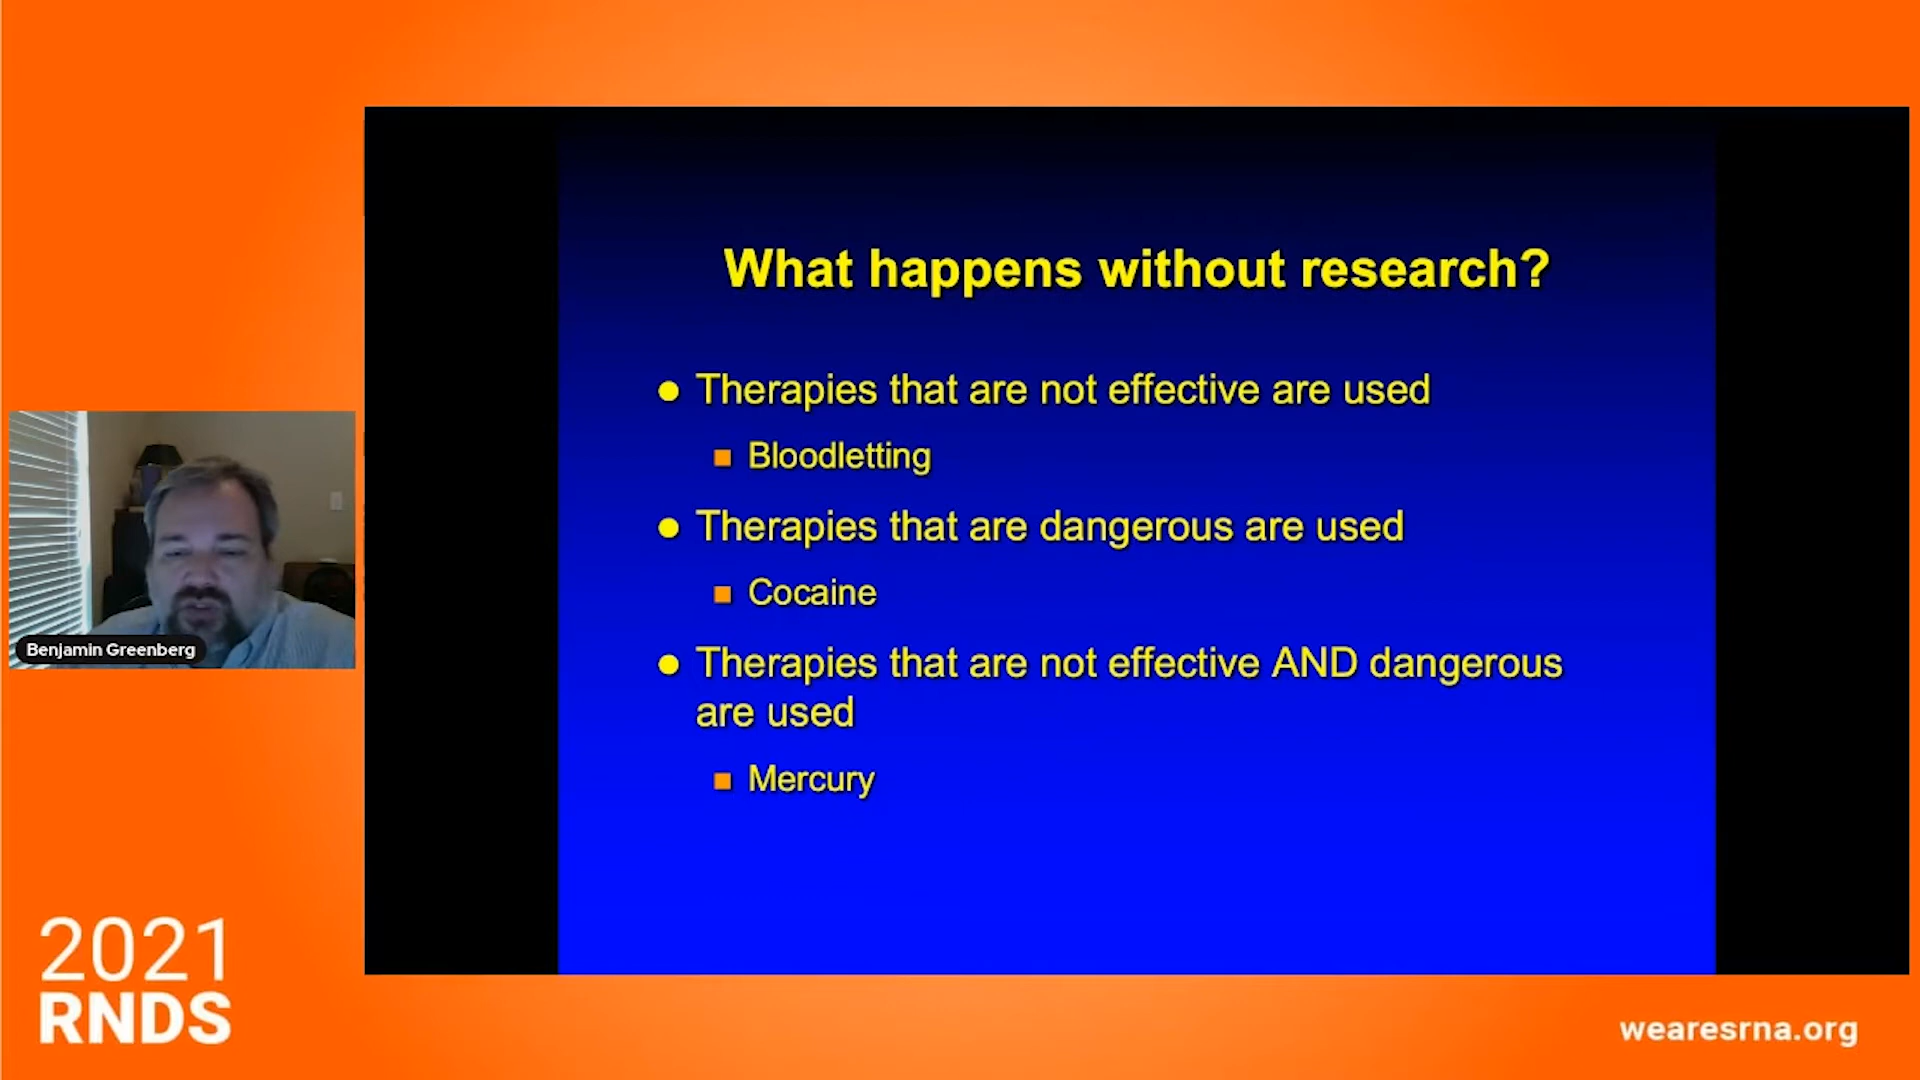 What happens without research?
Therapies that are not effective are used
Bloodletting
Therapies that are dangerous are used
Cocaine
Therapies that are not effective AND dangerous
are used
Mercury
Benjamin Greenberg
2021
RNDS
wearesrna.org